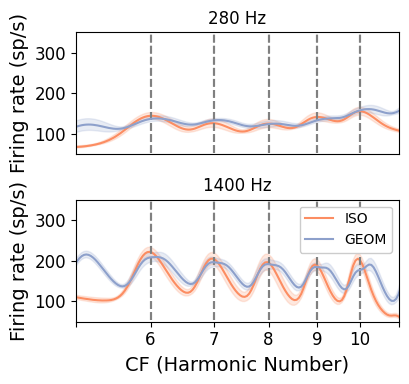 280 Hz
Firing rate (sp/s)
300
200
100
1400 Hz
Firing rate (sp/s)
300
200
100
ISO
GEOM
6 7 8 9 10
CF (Harmonic Number)